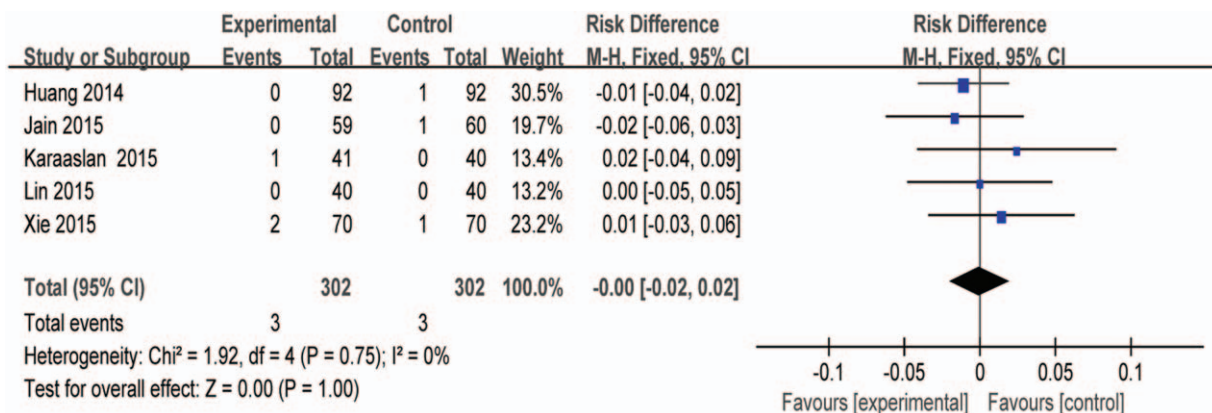 Experimental Control Risk Difference Risk Difference
Study or Subgroup Events Total Events Total Weight M-H, Fixed, 95% CI M-H, Fixed, 95% CI
Huang 2014 0 92 1 92 30.5% -0.01 [-0.04, 0.02]
Jain 2015 0 59 1 60 19.7% -0.02 [-0.06, 0.03]
Karaaslan 2015 1 41 0 40 13.4% 0.02 [-0.04, 0.09]
Lin 2015 0 40 0 40 13.2% 0.00 [-0.05, 0.05]
Xie 2015 2 70 1 70 23.2% 0.01 [-0.03, 0.06]
Total (95% CI) 302 302 100.0% -0.00 [-0.02, 0.02]
Total events 3 3
Heterogeneity: Chi² = 1.92, df = 4 (P = 0.75); I² = 0%
Test for overall effect: Z = 0.00 (P = 1.00)
-0.1 -0.05 0 0.05 0.1
Favours [experimental] Favours [control]